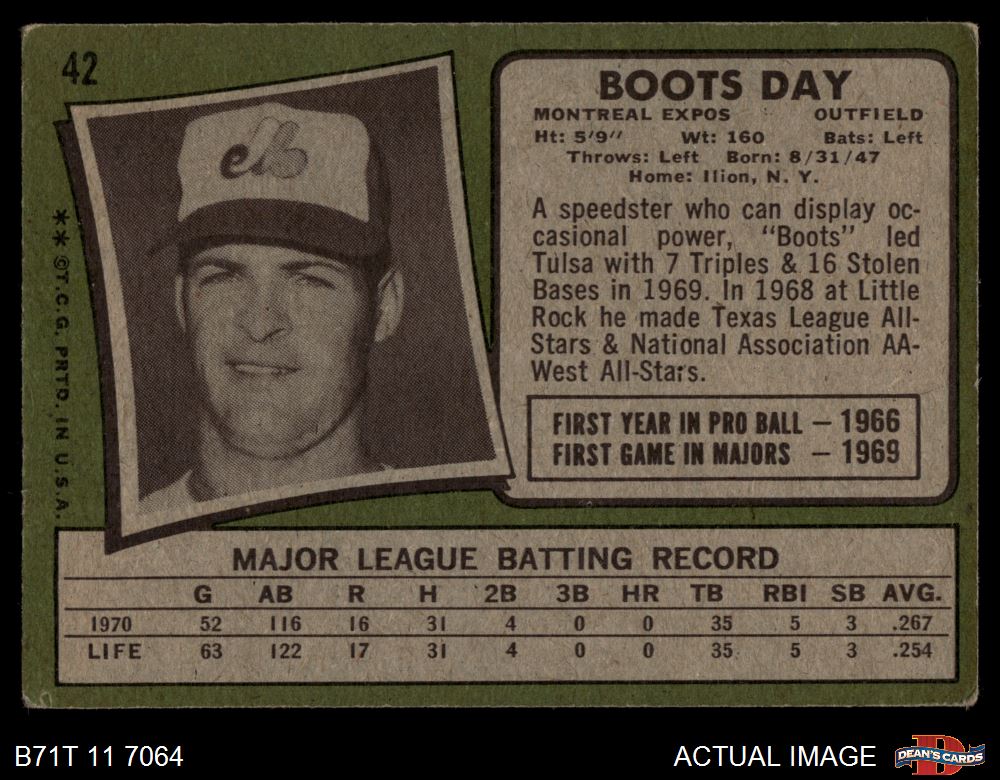 42
BOOTS DAY
MONTREAL EXPOS OUTFIELD
Ht: 5'9" Wt: 160 Bats: Left
Throws: Left Born: 8/31/47
Home: Ilion, N. Y.
A speedster who can display oc-
casional power, "Boots" led
Tulsa with 7 Triples & 16 Stolen
Bases in 1969. In 1968 at Little
Rock he made Texas League All-
Stars & National Association AA-
West All-Stars.
FIRST YEAR IN PRO BALL – 1966
FIRST GAME IN MAJORS – 1969
eb
**©T.C.G. PRTD. IN U.S.A.
MAJOR LEAGUE BATTING RECORD
G AB R H 2B 3B HR TB RBI SB AVG.
1970 52 116 16 31 4 0 0 35 5 3 .267
LIFE 63 122 17 31 4 0 0 35 5 3 .254
B71T 11 7064
ACTUAL IMAGE
D
DEAN'S CARDS